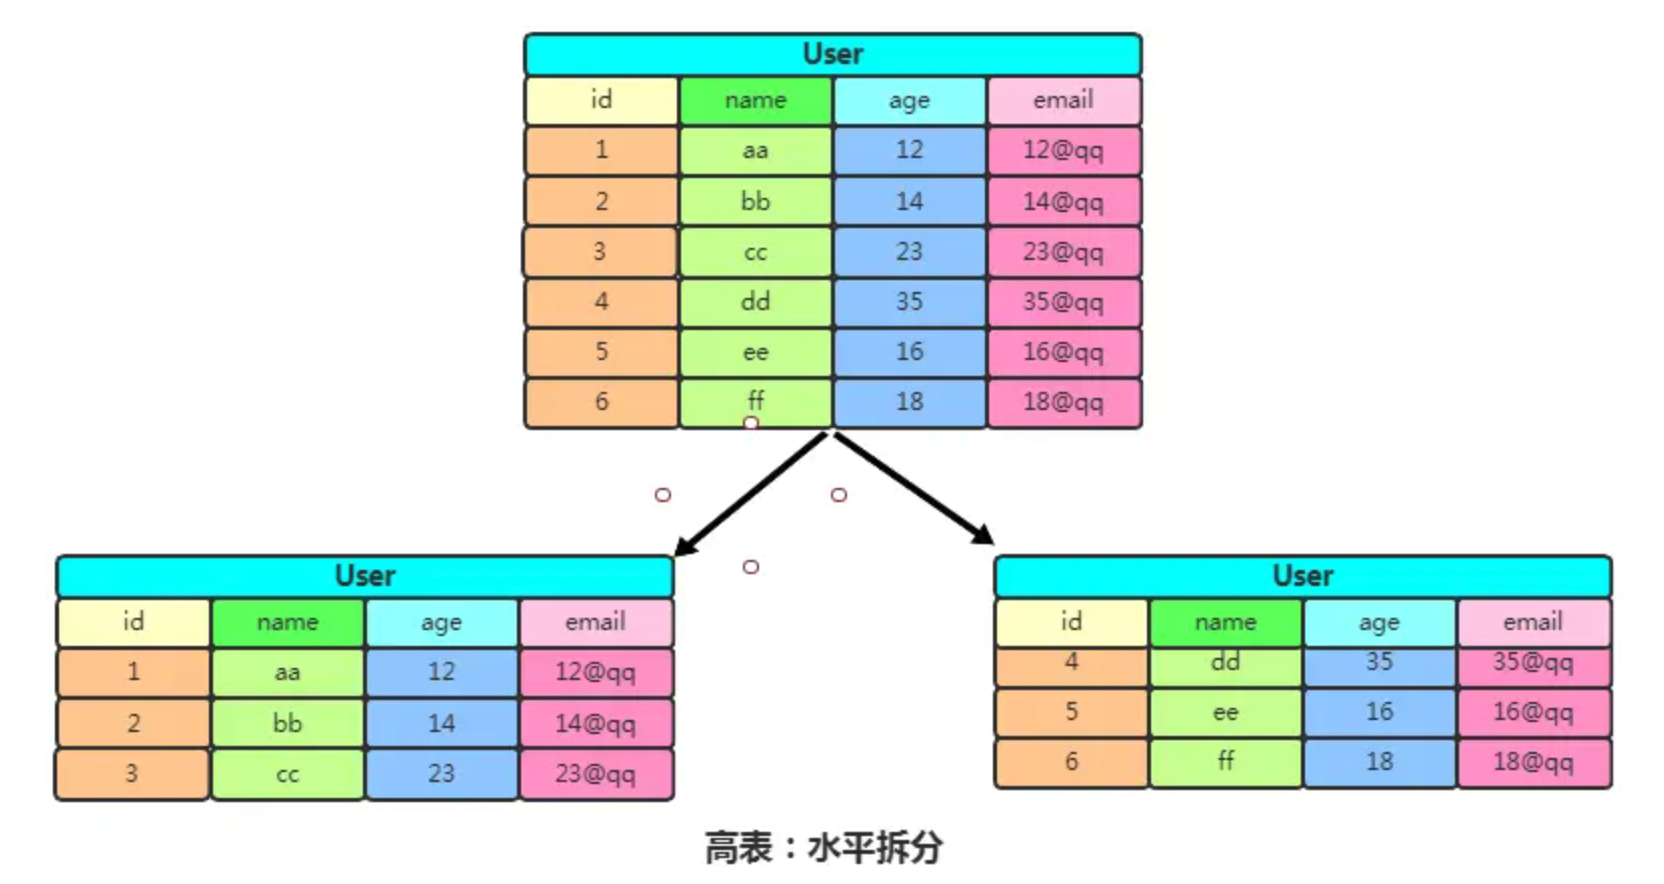 User
id name age email
1 aa 12 12@qq
2 bb 14 14@qq
3 cc 23 23@qq
4 dd 35 35@qq
5 ee 16 16@qq
6 ff 18 18@qq
User
id name age email
1 aa 12 12@qq
2 bb 14 14@qq
3 cc 23 23@qq
User
id name age email
4 dd 35 35@qq
5 ee 16 16@qq
6 ff 18 18@qq
高表：水平拆分